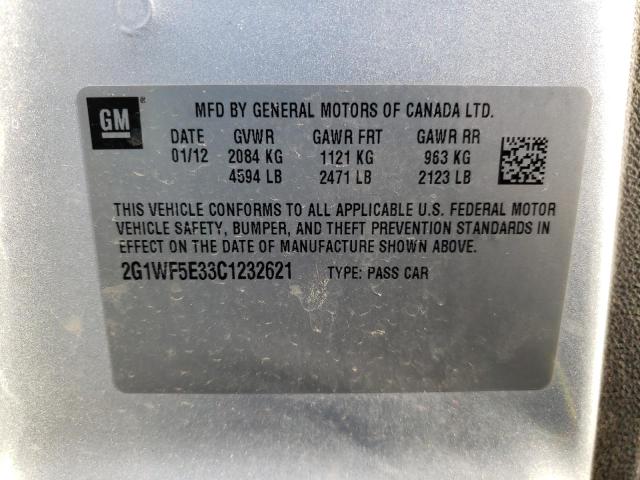 GM ®
MFD BY GENERAL MOTORS OF CANADA LTD.
DATE GVWR GAWR FRT GAWR RR
01/12 2084 KG 1121 KG 963 KG
4594 LB 2471 LB 2123 LB
THIS VEHICLE CONFORMS TO ALL APPLICABLE U.S. FEDERAL MOTOR
VEHICLE SAFETY, BUMPER, AND THEFT PREVENTION STANDARDS IN
EFFECT ON THE DATE OF MANUFACTURE SHOWN ABOVE.
2G1WF5E33C1232621 TYPE: PASS CAR